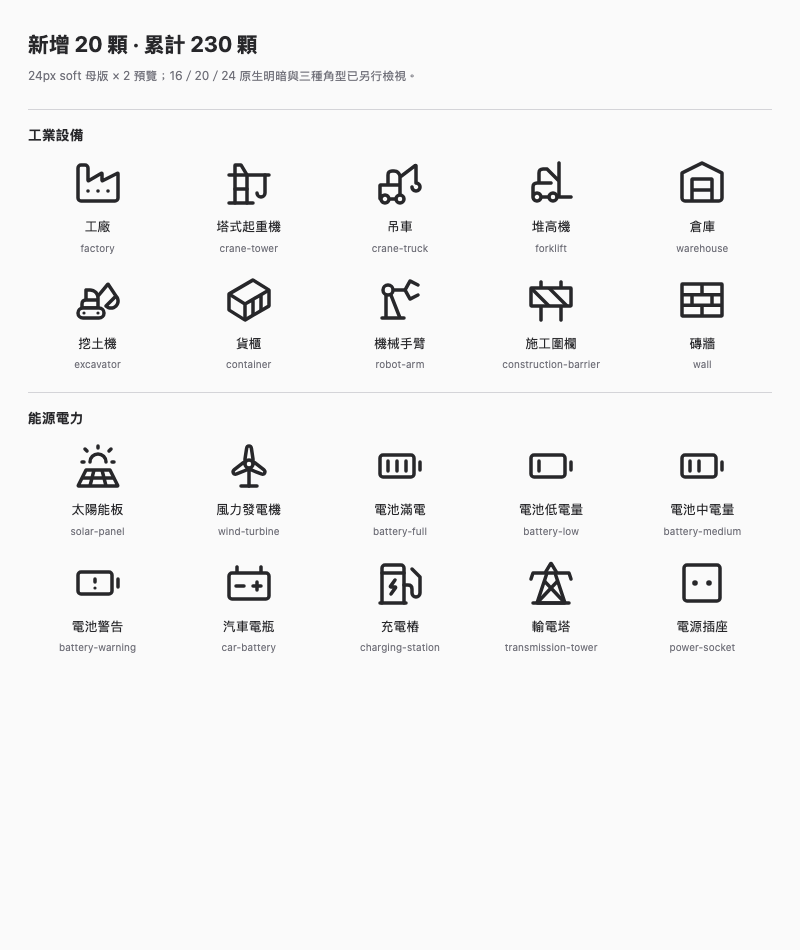 新增 20 顆 · 累計 230 顆
24px soft 母版 × 2 預覽；16 / 20 / 24 原生明暗與三種角型已另行檢視。
工業設備
工廠 塔式起重機 吊車 堆高機 倉庫
factory crane-tower crane-truck forklift warehouse
挖土機 貨櫃 機械手臂 施工圍欄 磚牆
excavator container robot-arm construction-barrier wall
能源電力
太陽能板 風力發電機 電池滿電 電池低電量 電池中電量
solar-panel wind-turbine battery-full battery-low battery-medium
電池警告 汽車電瓶 充電樁 輸電塔 電源插座
battery-warning car-battery charging-station transmission-tower power-socket